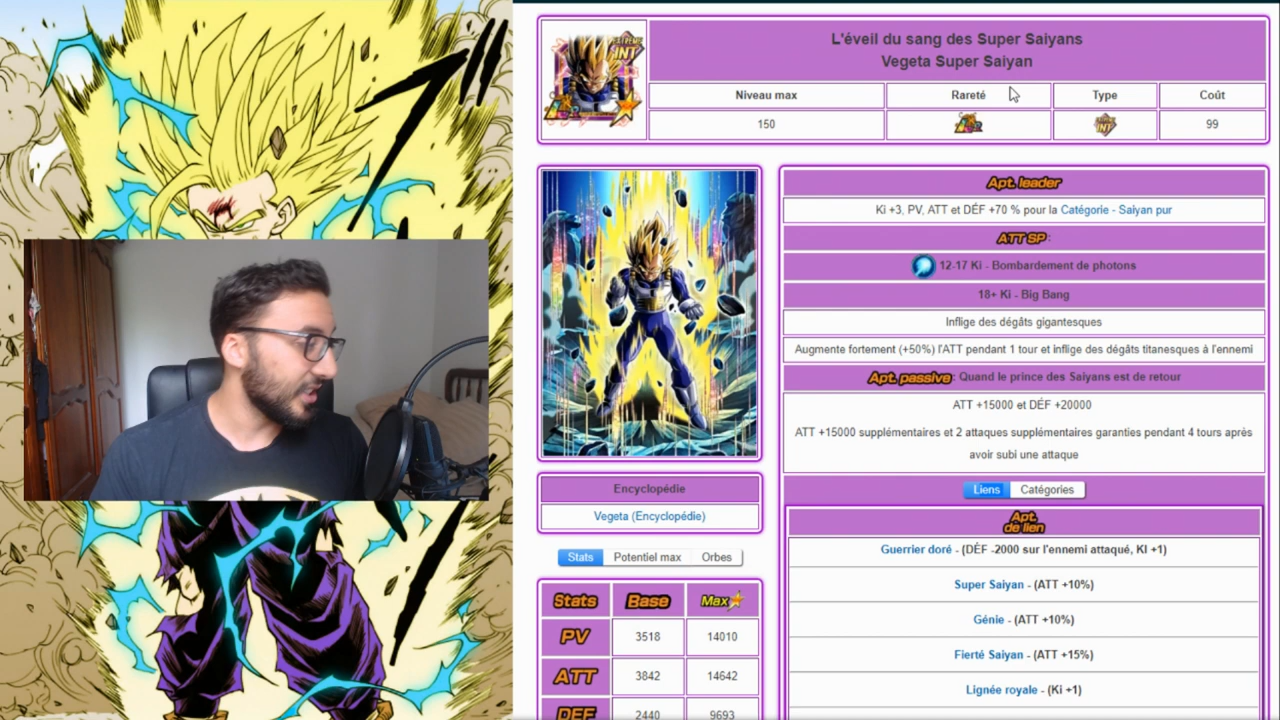 EXTREME
INT
L'éveil du sang des Super Saiyans
Vegeta Super Saiyan
Niveau max
Rareté
Type
Coût
150
INT
99
Apt. leader
Ki +3, PV, ATT et DÉF +70 % pour la Catégorie - Saiyan pur
ATT SP:
12-17 Ki - Bombardement de photons
18+ Ki - Big Bang
Inflige des dégâts gigantesques
Augmente fortement (+50%) l'ATT pendant 1 tour et inflige des dégâts titanesques à l'ennemi
Apt. passive: Quand le prince des Saiyans est de retour
ATT +15000 et DÉF +20000
ATT +15000 supplémentaires et 2 attaques supplémentaires garanties pendant 4 tours après
avoir subi une attaque
Encyclopédie
Vegeta (Encyclopédie)
Liens
Catégories
Apt.
de lien
Guerrier doré - (DÉF -2000 sur l'ennemi attaqué, KI +1)
Super Saiyan - (ATT +10%)
Génie - (ATT +10%)
Fierté Saiyan - (ATT +15%)
Lignée royale - (Ki +1)
Stats
Potentiel max
Orbes
Stats
Base
Max
PV
3518
14010
ATT
3842
14642
DÉF
2440
9693